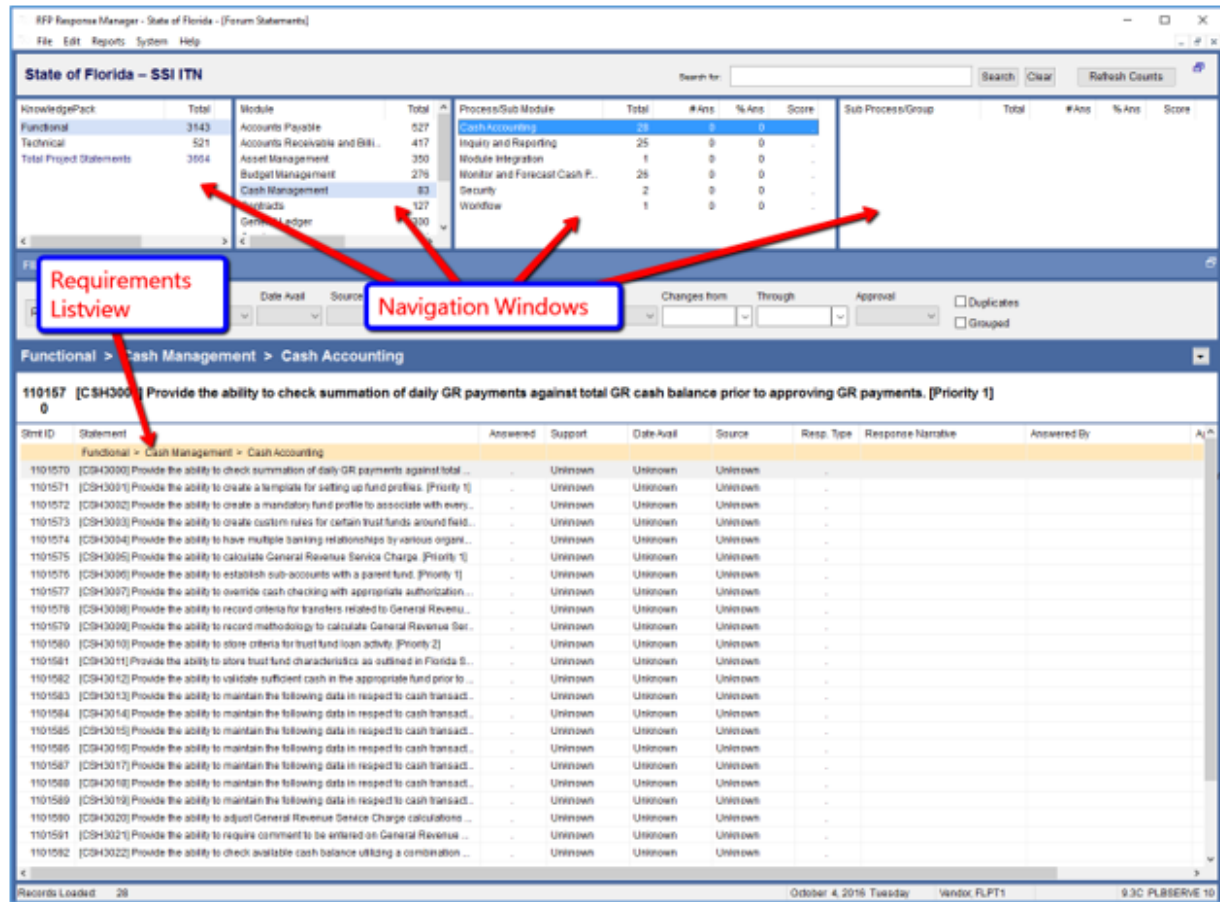 RFP Response Manager - State of Florida - [Forum Statements]
File Edit Reports System Help
State of Florida – SSI ITN
Search for:
Search
Clear
Refresh Counts
KnowledgePack Total
Functional 3143
Technical 521
Total Project Statements 3664
Module Total
Accounts Payable 527
Accounts Receivable and Billi... 417
Asset Management 350
Budget Management 276
Cash Management 83
Contracts 127
General Ledger 300
Process/Sub Module Total #Ans %Ans Score
Cash Accounting 28 0 0
Inquiry and Reporting 25 0 0 .
Module Integration 1 0 0 .
Monitor and Forecast Cash P... 26 0 0 .
Security 2 0 0 .
Workflow 1 0 0 .
Sub Process/Group Total #Ans %Ans Score
Requirements
Listview
Navigation Windows
Date Avail Source Changes from Through Approval
Duplicates
Grouped
Functional > Cash Management > Cash Accounting
110157 [CSH300 ] Provide the ability to check summation of daily GR payments against total GR cash balance prior to approving GR payments. [Priority 1]
0
Stmt ID Statement Answered Support Date Avail Source Resp. Type Response Narrative Answered By
Functional > Cash Management > Cash Accounting
1101570 [CSH3000] Provide the ability to check summation of daily GR payments against total ... . Unknown Unknown Unknown .
1101571 [CSH3001] Provide the ability to create a template for setting up fund profiles. [Priority 1] . Unknown Unknown Unknown .
1101572 [CSH3002] Provide the ability to create a mandatory fund profile to associate with every... . Unknown Unknown Unknown .
1101573 [CSH3003] Provide the ability to create custom rules for certain trust funds around field... . Unknown Unknown Unknown .
1101574 [CSH3004] Provide the ability to have multiple banking relationships by various organi... . Unknown Unknown Unknown .
1101575 [CSH3005] Provide the ability to calculate General Revenue Service Charge. [Priority 1] . Unknown Unknown Unknown .
1101576 [CSH3006] Provide the ability to establish sub-accounts with a parent fund. [Priority 1] . Unknown Unknown Unknown .
1101577 [CSH3007] Provide the ability to override cash checking with appropriate authorization ... . Unknown Unknown Unknown .
1101578 [CSH3008] Provide the ability to record criteria for transfers related to General Revenu... . Unknown Unknown Unknown .
1101579 [CSH3009] Provide the ability to record methodology to calculate General Revenue Ser... . Unknown Unknown Unknown .
1101580 [CSH3010] Provide the ability to store criteria for trust fund loan activity. [Priority 2] . Unknown Unknown Unknown .
1101581 [CSH3011] Provide the ability to store trust fund characteristics as outlined in Florida S... . Unknown Unknown Unknown .
1101582 [CSH3012] Provide the ability to validate sufficient cash in the appropriate fund prior to ... . Unknown Unknown Unknown .
1101583 [CSH3013] Provide the ability to maintain the following data in respect to cash transact... . Unknown Unknown Unknown .
1101584 [CSH3014] Provide the ability to maintain the following data in respect to cash transact... . Unknown Unknown Unknown .
1101585 [CSH3015] Provide the ability to maintain the following data in respect to cash transact... . Unknown Unknown Unknown .
1101586 [CSH3016] Provide the ability to maintain the following data in respect to cash transact... . Unknown Unknown Unknown .
1101587 [CSH3017] Provide the ability to maintain the following data in respect to cash transact... . Unknown Unknown Unknown .
1101588 [CSH3018] Provide the ability to maintain the following data in respect to cash transact... . Unknown Unknown Unknown .
1101589 [CSH3019] Provide the ability to maintain the following data in respect to cash transact... . Unknown Unknown Unknown .
1101590 [CSH3020] Provide the ability to adjust General Revenue Service Charge calculations ... . Unknown Unknown Unknown .
1101591 [CSH3021] Provide the ability to require comment to be entered on General Revenue ... . Unknown Unknown Unknown .
1101592 [CSH3022] Provide the ability to check available cash balance utilizing a combination ... . Unknown Unknown Unknown .
Records Loaded: 28 October 4, 2016 Tuesday Vendor, FLPT1 9.3C PLBSERVE 10